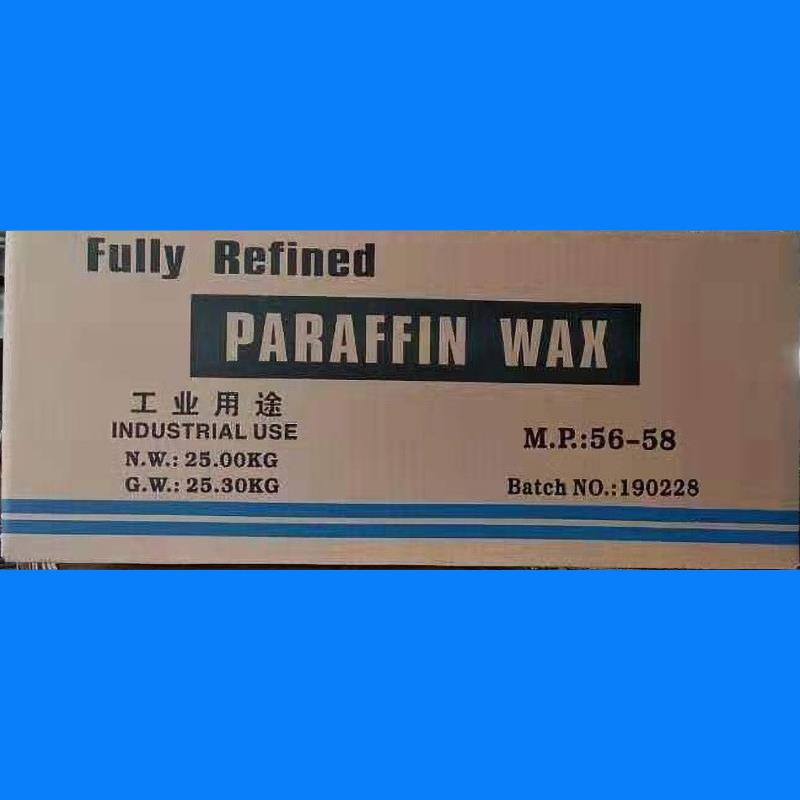 Fully Refined
PARAFFIN WAX
工业用途
INDUSTRIAL USE
N.W.: 25.00KG
G.W.: 25.30KG
M.P.:56-58
Batch NO.:190228